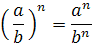 (a/b)^n = a^n/b^n